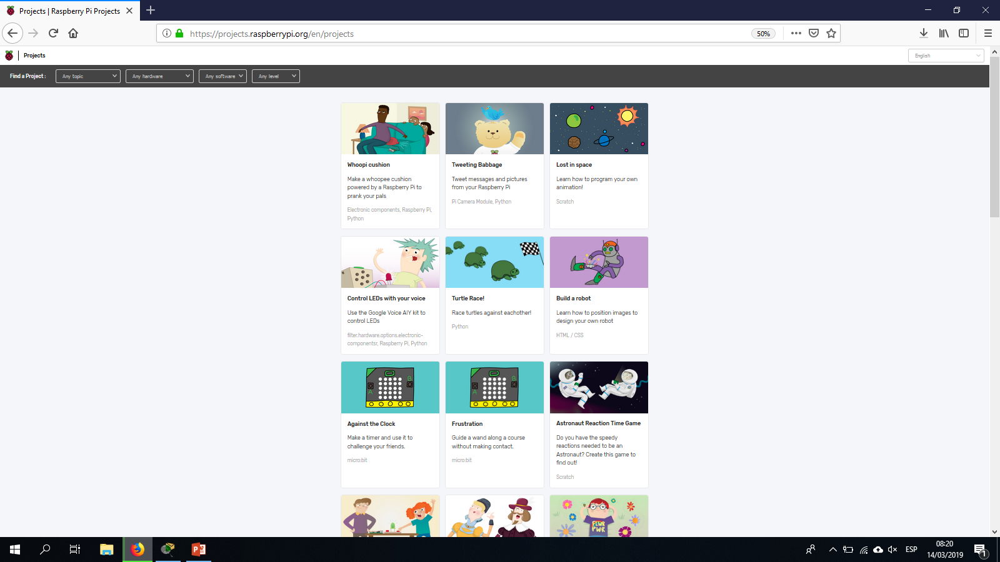 Projects | Raspberry Pi Projects
https://projects.raspberrypi.org/en/projects
50%
Projects
English
Find a Project :
Any topic
Any hardware
Any software
Any level
Whoopi cushion
Make a whoopee cushion
powered by a Raspberry Pi to
prank your pals
Electronic components, Raspberry Pi,
Python
Tweeting Babbage
Tweet messages and pictures
from your Raspberry Pi
Pi Camera Module, Python
Lost in space
Learn how to program your own
animation!
Scratch
Control LEDs with your voice
Use the Google Voice AIY kit to
control LEDs
filter.hardware.options.electronic-
componentsr, Raspberry Pi, Python
Turtle Race!
Race turtles against eachother!
Python
Build a robot
Learn how to position images to
design your own robot
HTML / CSS
A
B
Against the Clock
Make a timer and use it to
challenge your friends.
micro:bit
A
B
Frustration
Guide a wand along a course
without making contact.
micro:bit
Astronaut Reaction Time Game
Do you have the speedy
reactions needed to be an
Astronaut? Create this game to
find out!
Scratch
FLWR
PWR
ESP
08:20
14/03/2019
1